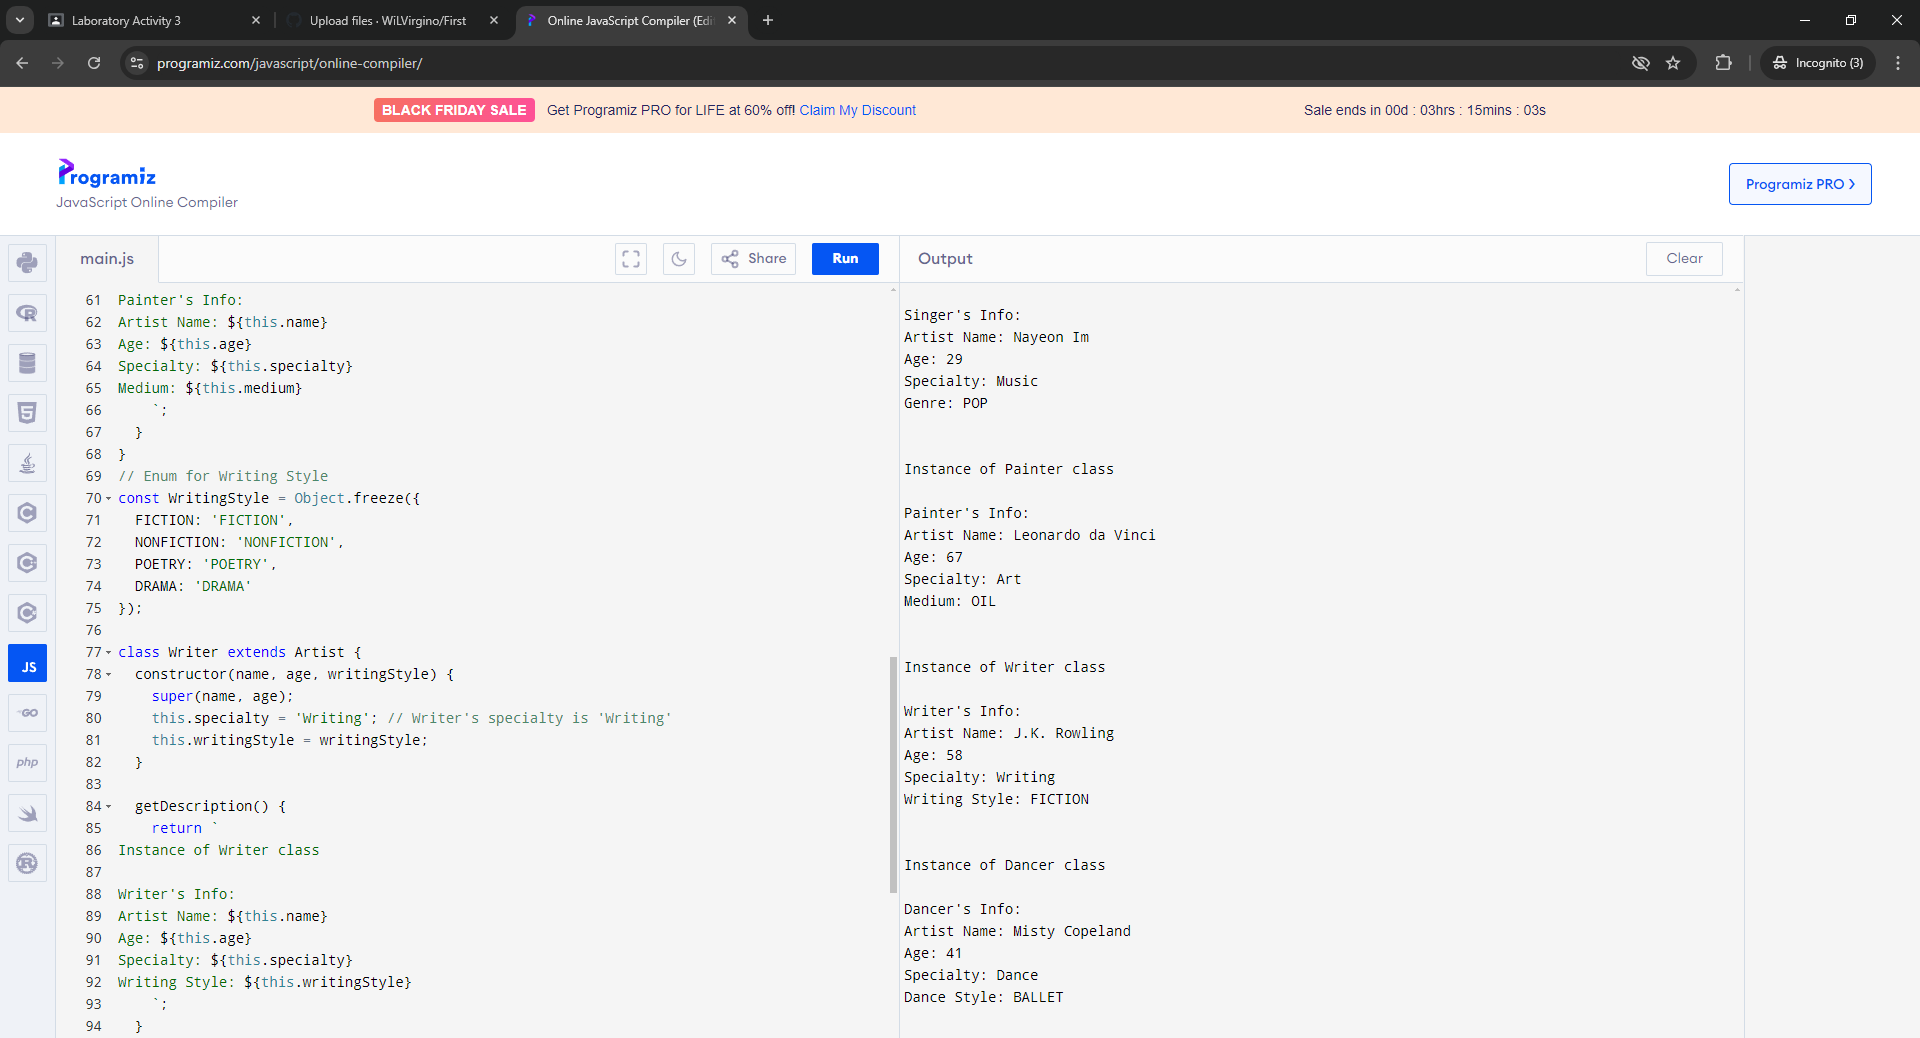 Laboratory Activity 3
Upload files · WiLVirgino/First
Online JavaScript Compiler (Edi
programiz.com/javascript/online-compiler/
Incognito (3)
BLACK FRIDAY SALE Get Programiz PRO for LIFE at 60% off! Claim My Discount
Sale ends in 00d : 03hrs : 15mins : 03s
Programiz
JavaScript Online Compiler
Programiz PRO
main.js
Share
Run
Output
Clear
JS
GO
php
61 Painter's Info:
62 Artist Name: ${this.name}
63 Age: ${this.age}
64 Specialty: ${this.specialty}
65 Medium: ${this.medium}
66 `;
67 }
68 }
69 // Enum for Writing Style
70 const WritingStyle = Object.freeze({
71 FICTION: 'FICTION',
72 NONFICTION: 'NONFICTION',
73 POETRY: 'POETRY',
74 DRAMA: 'DRAMA'
75 });
76
77 class Writer extends Artist {
78 constructor(name, age, writingStyle) {
79 super(name, age);
80 this.specialty = 'Writing'; // Writer's specialty is 'Writing'
81 this.writingStyle = writingStyle;
82 }
83
84 getDescription() {
85 return `
86 Instance of Writer class
87
88 Writer's Info:
89 Artist Name: ${this.name}
90 Age: ${this.age}
91 Specialty: ${this.specialty}
92 Writing Style: ${this.writingStyle}
93 `;
94 }
Singer's Info:
Artist Name: Nayeon Im
Age: 29
Specialty: Music
Genre: POP
Instance of Painter class
Painter's Info:
Artist Name: Leonardo da Vinci
Age: 67
Specialty: Art
Medium: OIL
Instance of Writer class
Writer's Info:
Artist Name: J.K. Rowling
Age: 58
Specialty: Writing
Writing Style: FICTION
Instance of Dancer class
Dancer's Info:
Artist Name: Misty Copeland
Age: 41
Specialty: Dance
Dance Style: BALLET